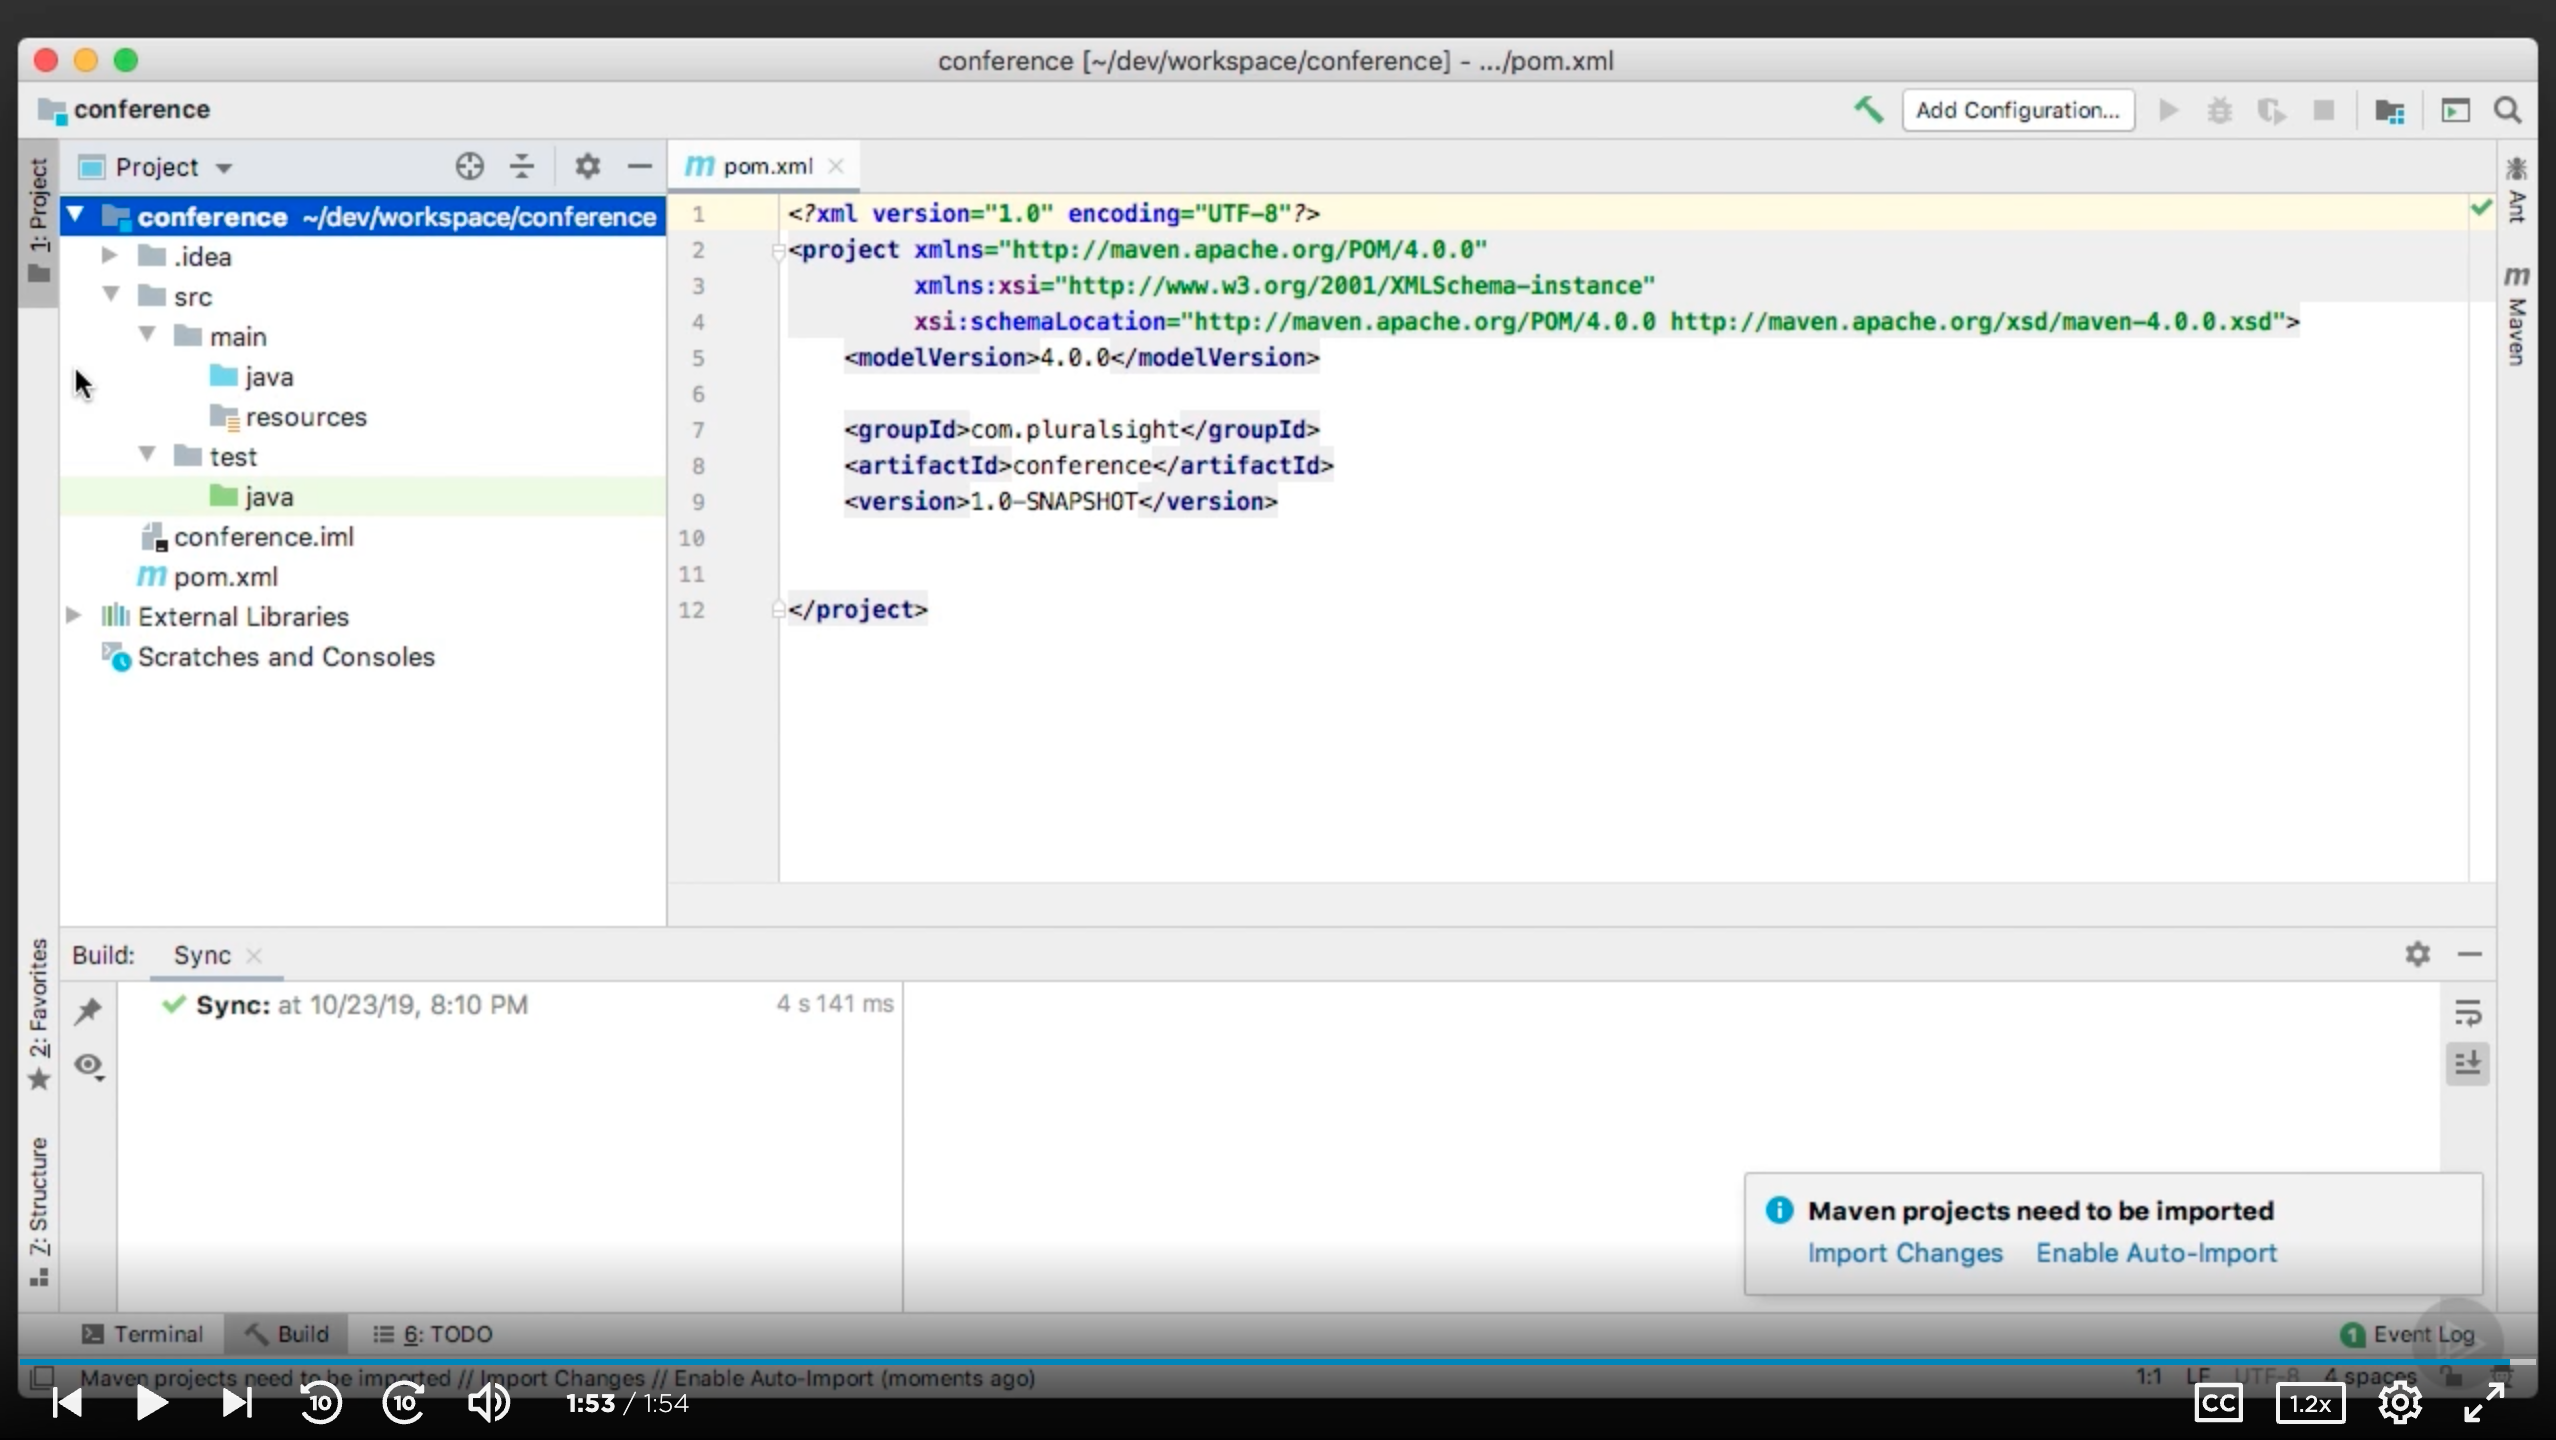 conference [~/dev/workspace/conference] - .../pom.xml
conference
Add Configuration...
1: Project
Project
pom.xml
Ant
Maven
conference ~/dev/workspace/conference
.idea
src
main
java
resources
test
java
conference.iml
pom.xml
External Libraries
Scratches and Consoles
1 <?xml version="1.0" encoding="UTF-8"?>
2 <project xmlns="http://maven.apache.org/POM/4.0.0"
3 xmlns:xsi="http://www.w3.org/2001/XMLSchema-instance"
4 xsi:schemaLocation="http://maven.apache.org/POM/4.0.0 http://maven.apache.org/xsd/maven-4.0.0.xsd">
5 <modelVersion>4.0.0</modelVersion>
6
7 <groupId>com.pluralsight</groupId>
8 <artifactId>conference</artifactId>
9 <version>1.0-SNAPSHOT</version>
10
11
12 </project>
2: Favorites
7: Structure
Build: Sync
Sync: at 10/23/19, 8:10 PM 4 s 141 ms
Maven projects need to be imported
Import Changes Enable Auto-Import
Terminal Build 6: TODO
1 Event Log
Maven projects need to be imported // Import Changes // Enable Auto-Import (moments ago)
1:1 LF UTF-8 4 spaces
10 10 1:53 / 1:54
CC 1.2x